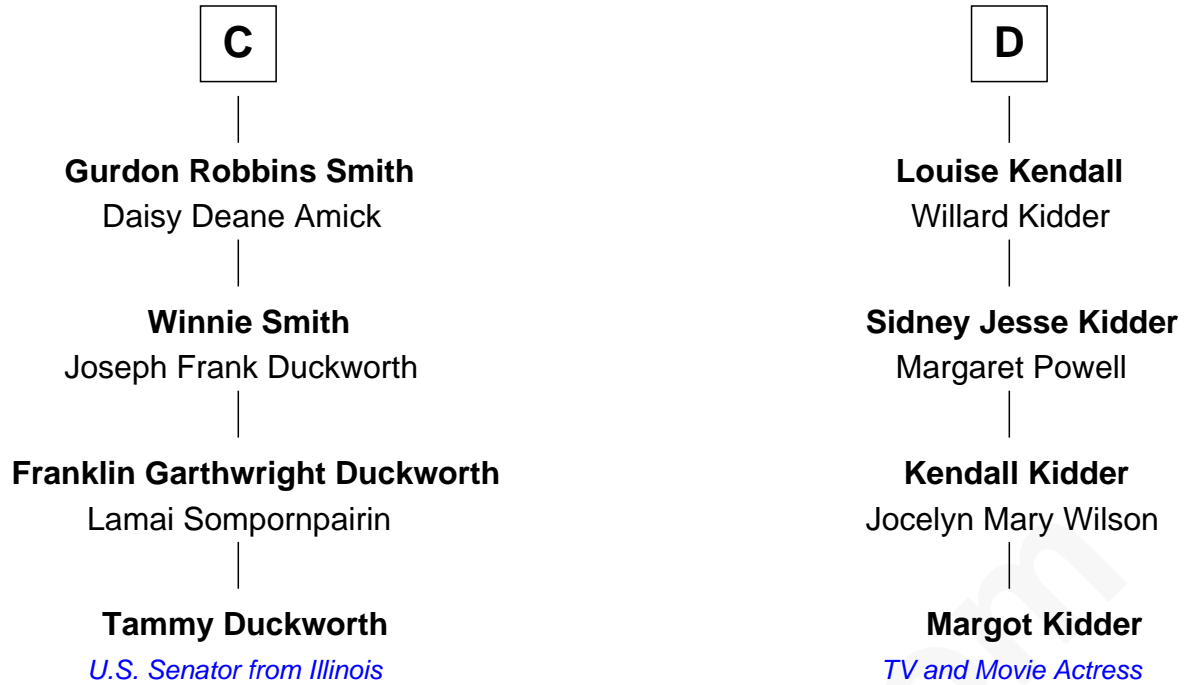 C
Gurdon Robbins Smith
Daisy Deane Amick
Winnie Smith
Joseph Frank Duckworth
Franklin Garthwright Duckworth
Lamai Sompornpairin
Tammy Duckworth
U.S. Senator from Illinois
D
Louise Kendall
Willard Kidder
Sidney Jesse Kidder
Margaret Powell
Kendall Kidder
Jocelyn Mary Wilson
Margot Kidder
TV and Movie Actress